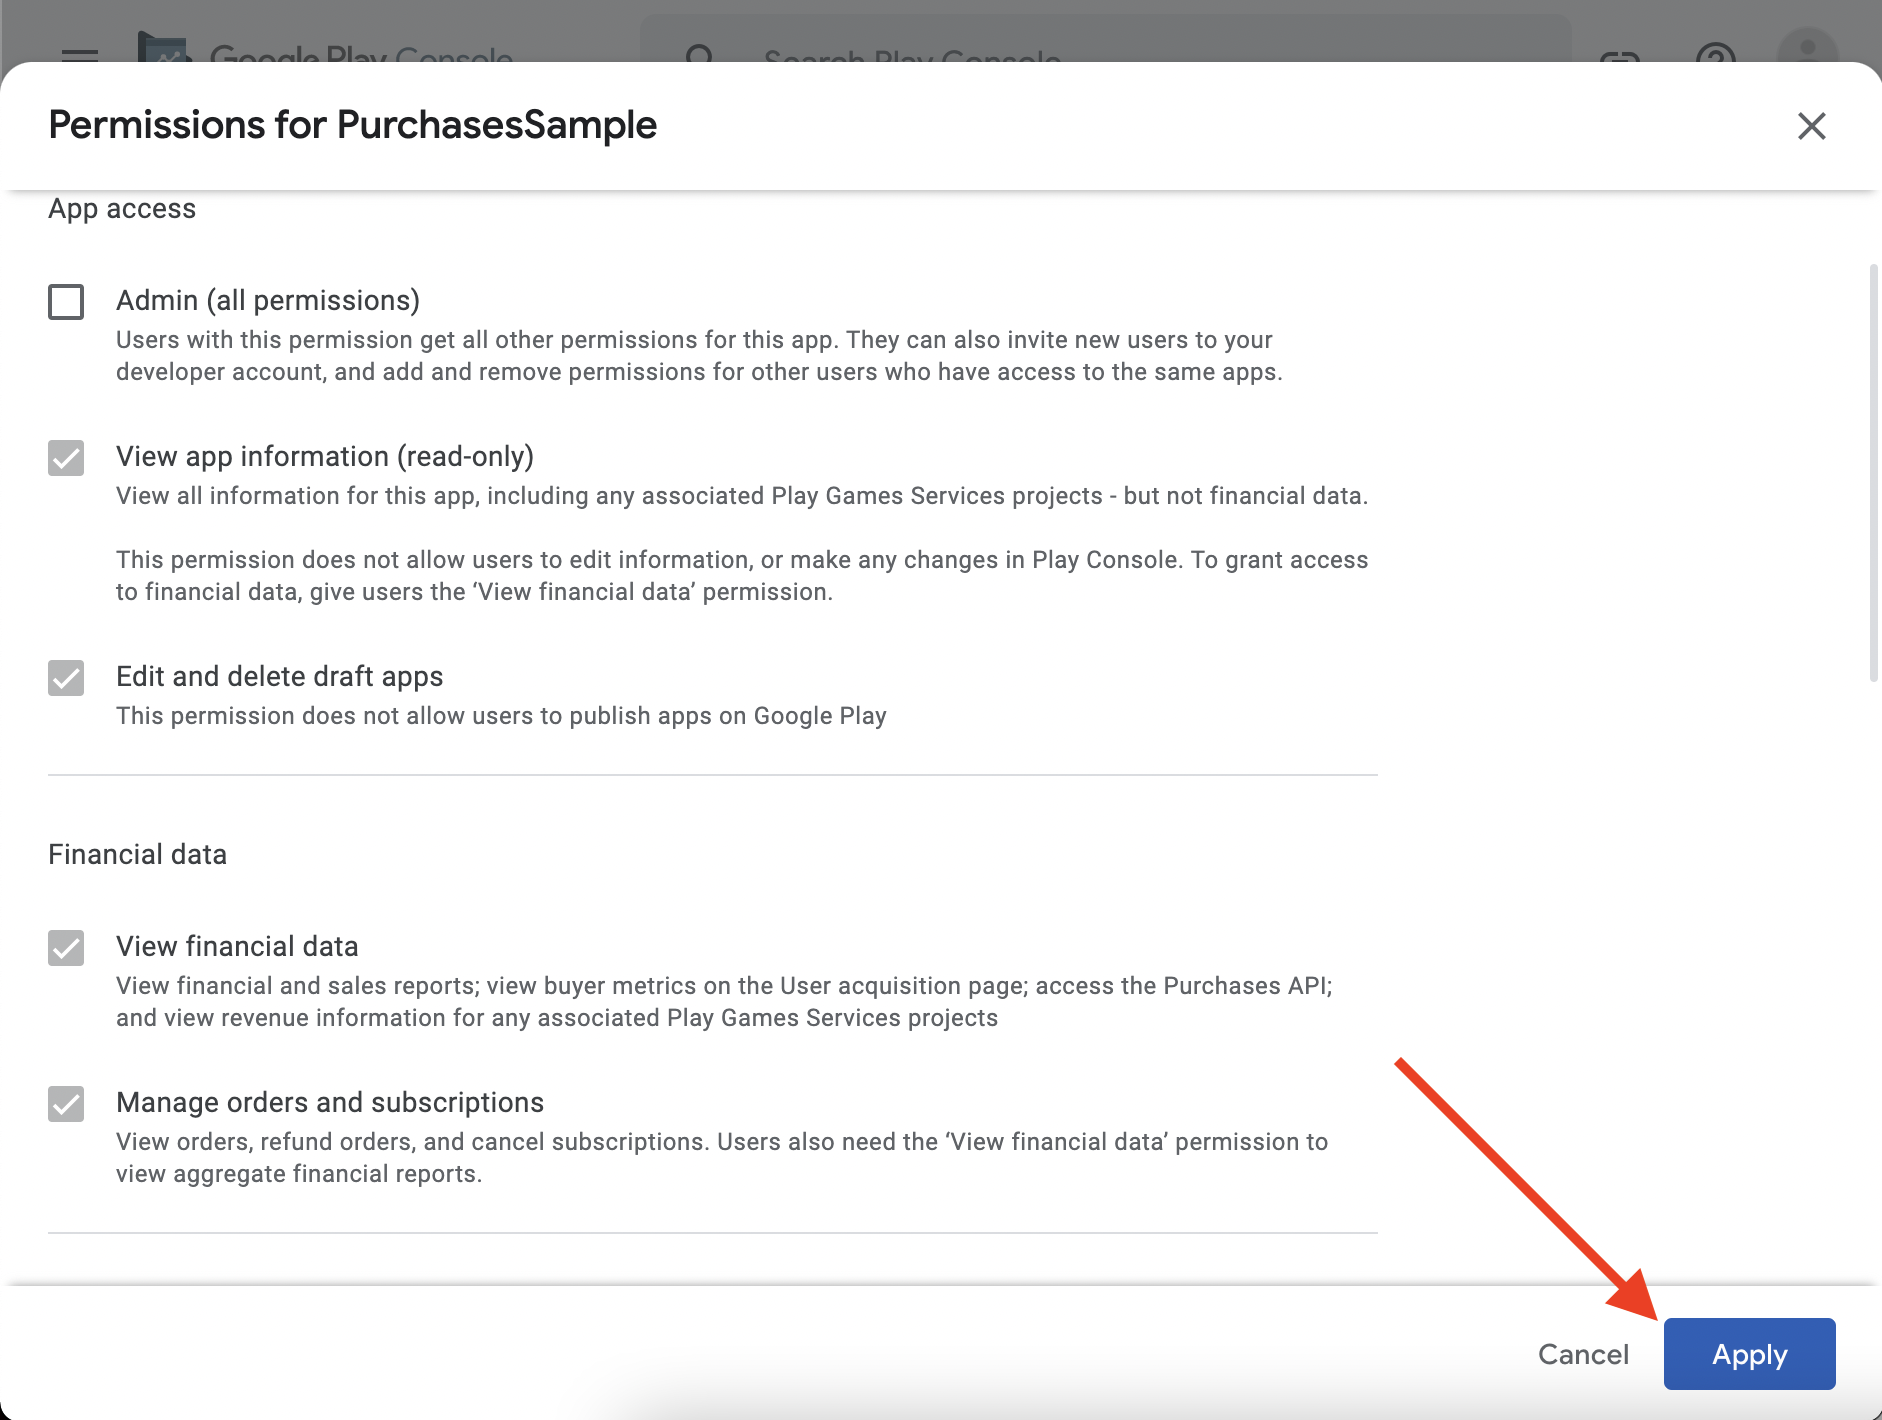 Google Play Console
Search Play Console
Permissions for PurchasesSample
App access
Admin (all permissions)
Users with this permission get all other permissions for this app. They can also invite new users to your
developer account, and add and remove permissions for other users who have access to the same apps.
View app information (read-only)
View all information for this app, including any associated Play Games Services projects - but not financial data.
This permission does not allow users to edit information, or make any changes in Play Console. To grant access
to financial data, give users the ‘View financial data’ permission.
Edit and delete draft apps
This permission does not allow users to publish apps on Google Play
Financial data
View financial data
View financial and sales reports; view buyer metrics on the User acquisition page; access the Purchases API;
and view revenue information for any associated Play Games Services projects
Manage orders and subscriptions
View orders, refund orders, and cancel subscriptions. Users also need the ‘View financial data’ permission to
view aggregate financial reports.
Cancel
Apply